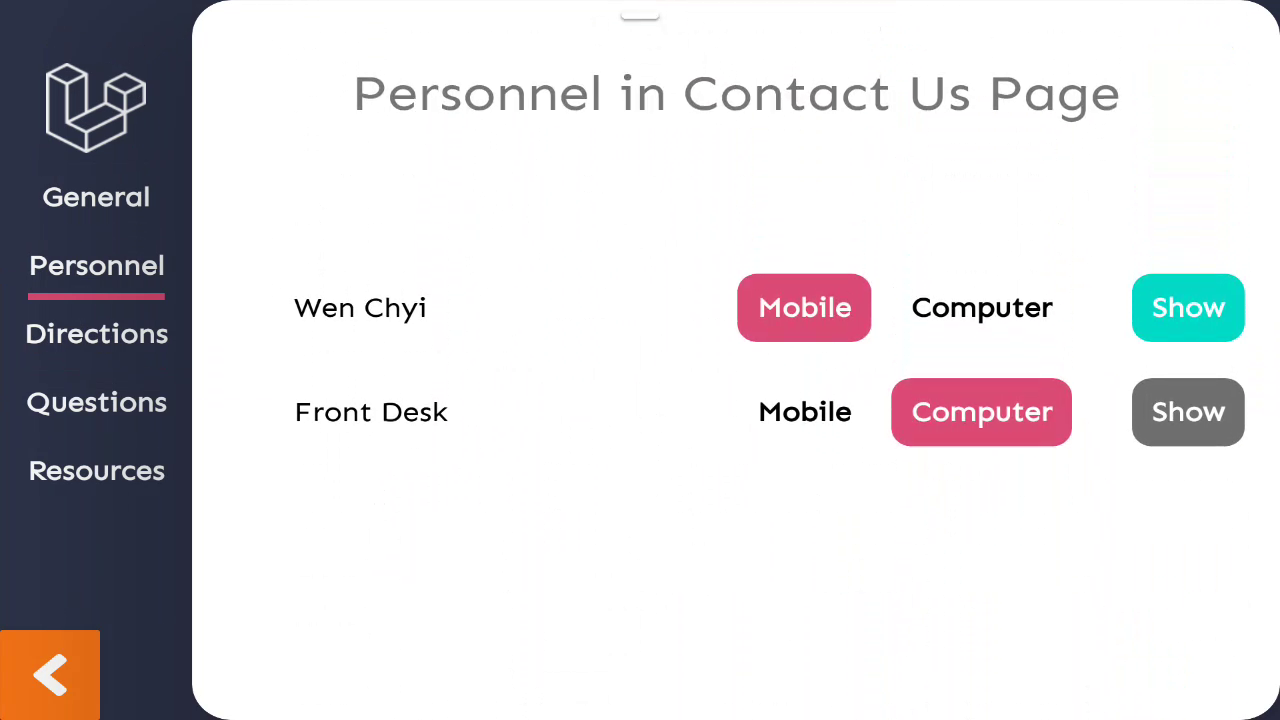 Personnel in Contact Us Page
General
Personnel
Directions
Questions
Resources
Wen Chyi Mobile Computer Show
Front Desk Mobile Computer Show